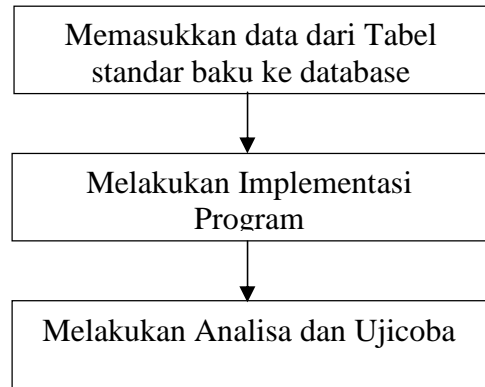 Memasukkan data dari Tabel
standar baku ke database
Melakukan Implementasi
Program
Melakukan Analisa dan Ujicoba